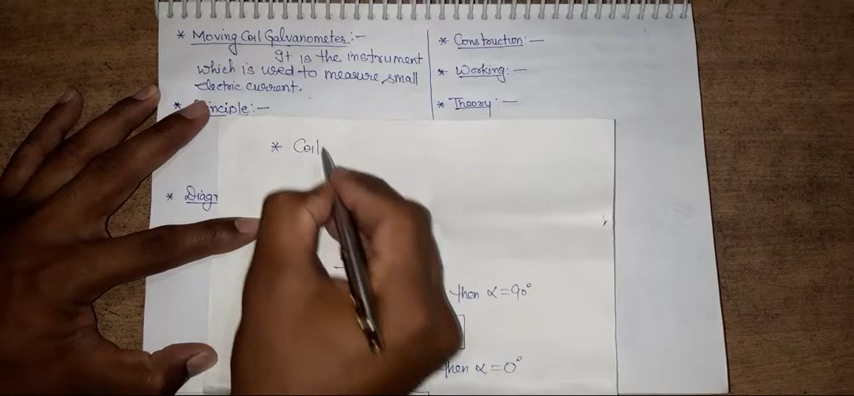 * Moving Coil Galvanometer:-
It is the instrument
which is used to measure small
electric current.
* Construction:-
* Working:-
* Theory:-
* Coil
then α=90°
then α=0°